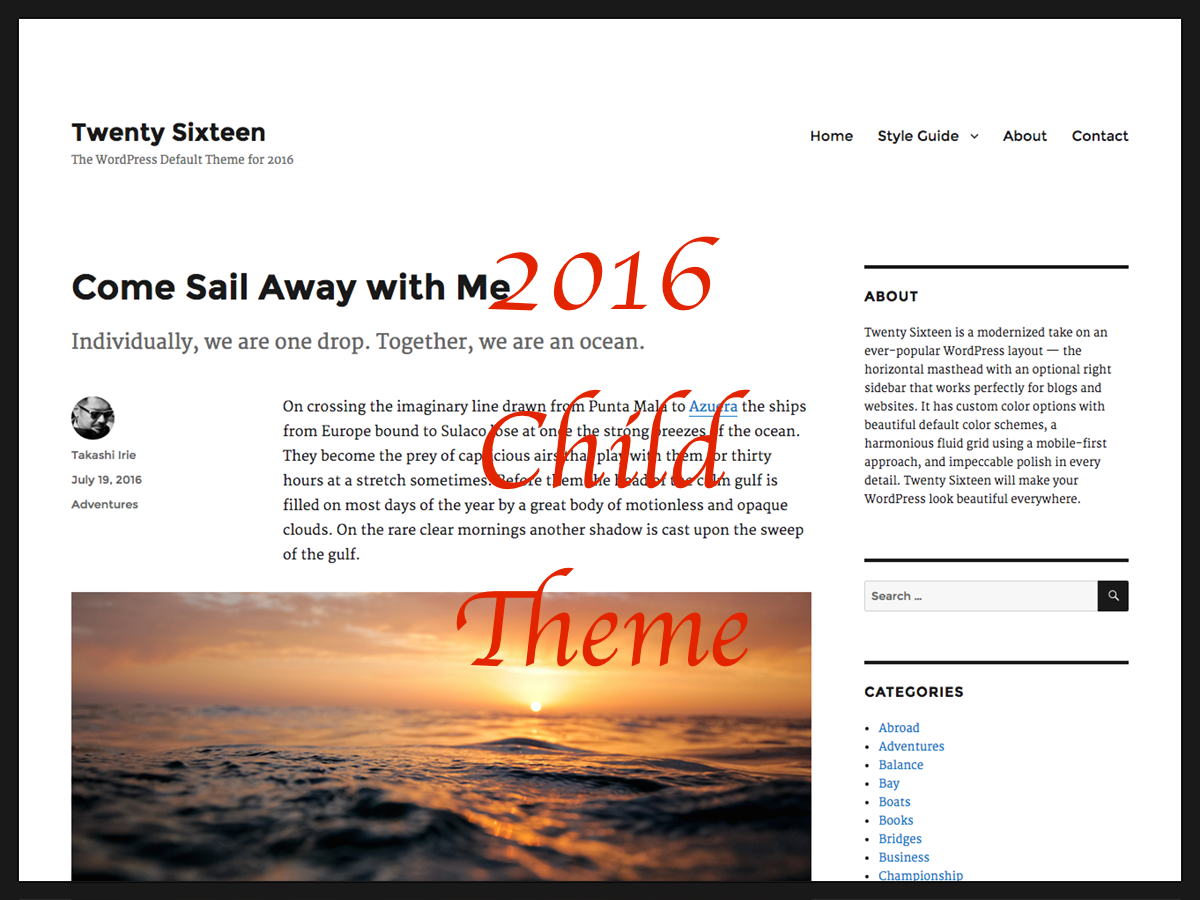 Twenty Sixteen
The WordPress Default Theme for 2016
Home Style Guide About Contact
2016
Child
Theme
Come Sail Away with Me
Individually, we are one drop. Together, we are an ocean.
Takashi Irie
July 19, 2016
Adventures
On crossing the imaginary line drawn from Punta Mala to Azuera the ships
from Europe bound to Sulaco lose at once the strong breezes of the ocean.
They become the prey of capricious airs that play with them for thirty
hours at a stretch sometimes. Before them the head of the calm gulf is
filled on most days of the year by a great body of motionless and opaque
clouds. On the rare clear mornings another shadow is cast upon the sweep
of the gulf.
ABOUT
Twenty Sixteen is a modernized take on an
ever-popular WordPress layout — the
horizontal masthead with an optional right
sidebar that works perfectly for blogs and
websites. It has custom color options with
beautiful default color schemes, a
harmonious fluid grid using a mobile-first
approach, and impeccable polish in every
detail. Twenty Sixteen will make your
WordPress look beautiful everywhere.
Search …
CATEGORIES
Abroad
Adventures
Balance
Bay
Boats
Books
Bridges
Business
Championship